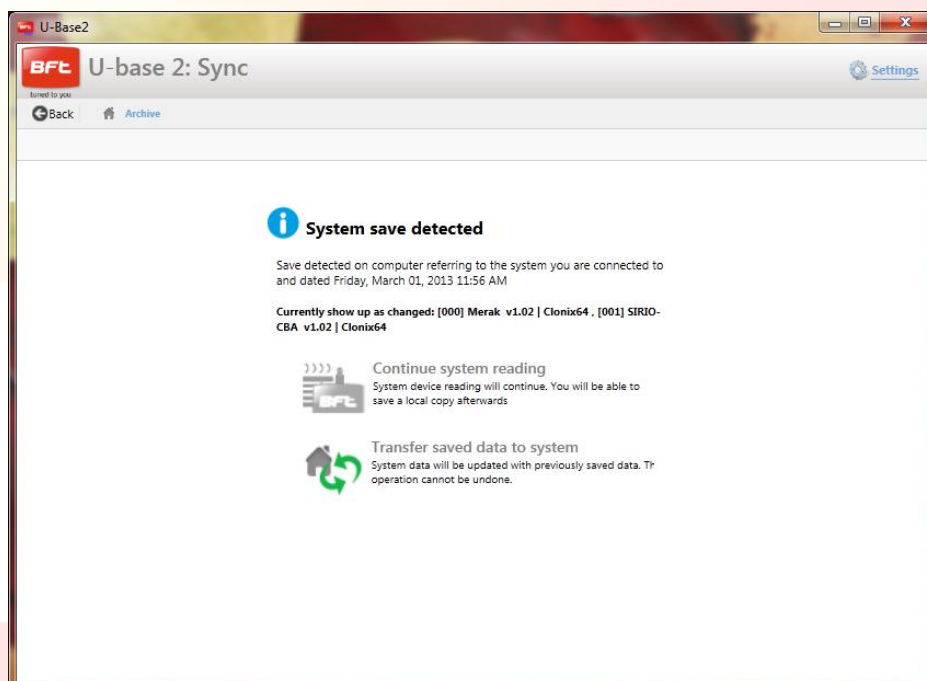 U-Base2
BFt
U-base 2: Sync
Settings
tuned to you
Back
Archive
System save detected
Save detected on computer referring to the system you are connected to
and dated Friday, March 01, 2013 11:56 AM
Currently show up as changed: [000] Merak v1.02 | Clonix64 , [001] SIRIO-
CBA v1.02 | Clonix64
Continue system reading
System device reading will continue. You will be able to
save a local copy afterwards
BFt
Transfer saved data to system
System data will be updated with previously saved data. Th
operation cannot be undone.